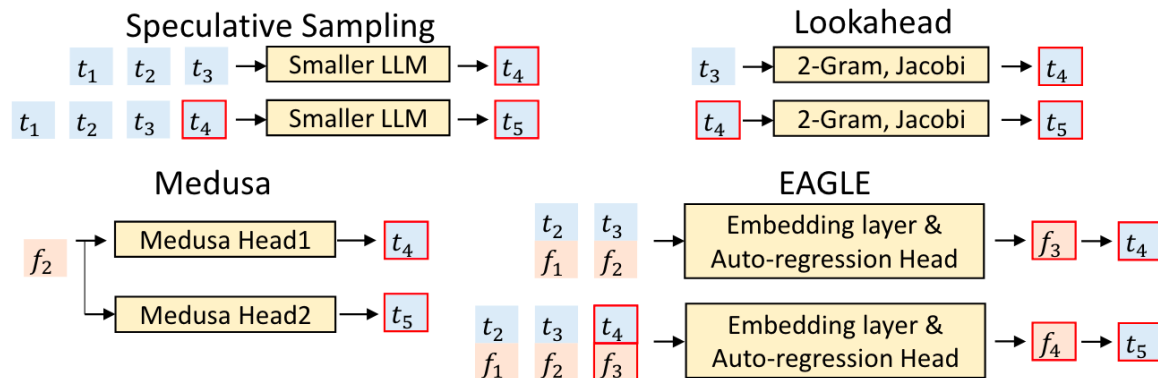 Speculative Sampling
t₁ t₂ t₃ Smaller LLM t₄
t₁ t₂ t₃ t₄ Smaller LLM t₅
Lookahead
t₃ 2-Gram, Jacobi t₄
t₄ 2-Gram, Jacobi t₅
Medusa
f₂ Medusa Head1 t₄
Medusa Head2 t₅
EAGLE
t₂ t₃
f₁ f₂
Embedding layer &
Auto-regression Head
f₃ t₄
t₂ t₃ t₄
f₁ f₂ f₃
Embedding layer &
Auto-regression Head
f₄ t₅